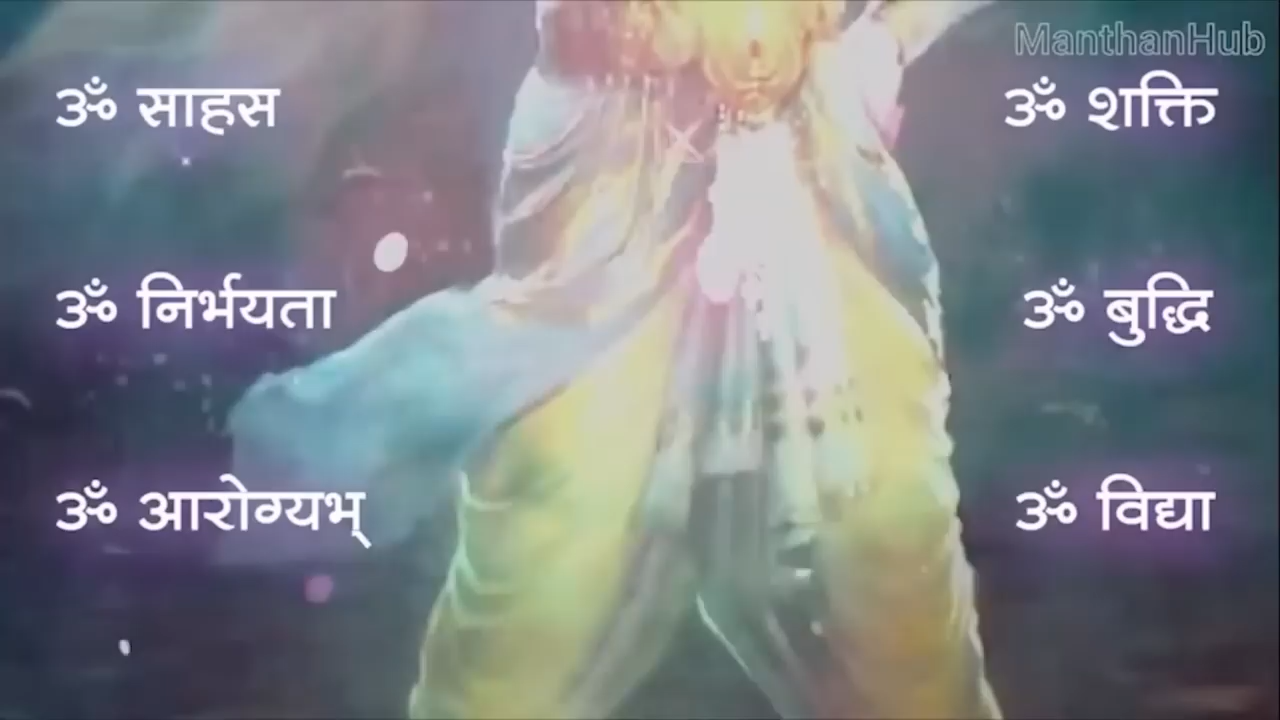 ManthanHub
ॐ साहस
ॐ शक्ति
ॐ निर्भयता
ॐ बुद्धि
ॐ आरोग्यभ्
ॐ विद्या